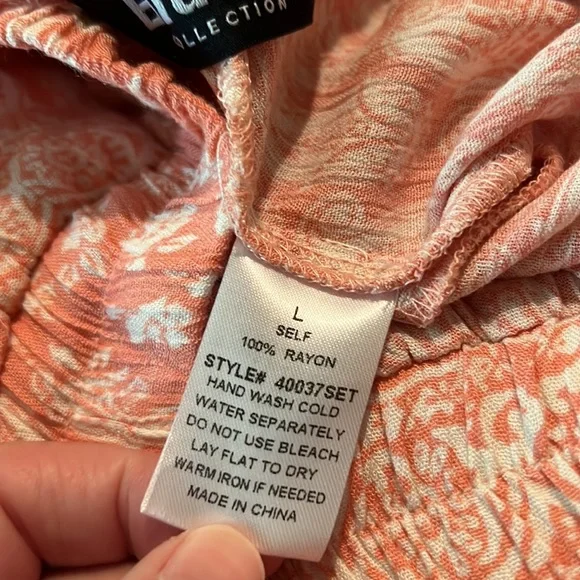 COLLECTION
L
SELF
100% RAYON
STYLE# 40037SET
HAND WASH COLD
WATER SEPARATELY
DO NOT USE BLEACH
LAY FLAT TO DRY
WARM IRON IF NEEDED
MADE IN CHINA